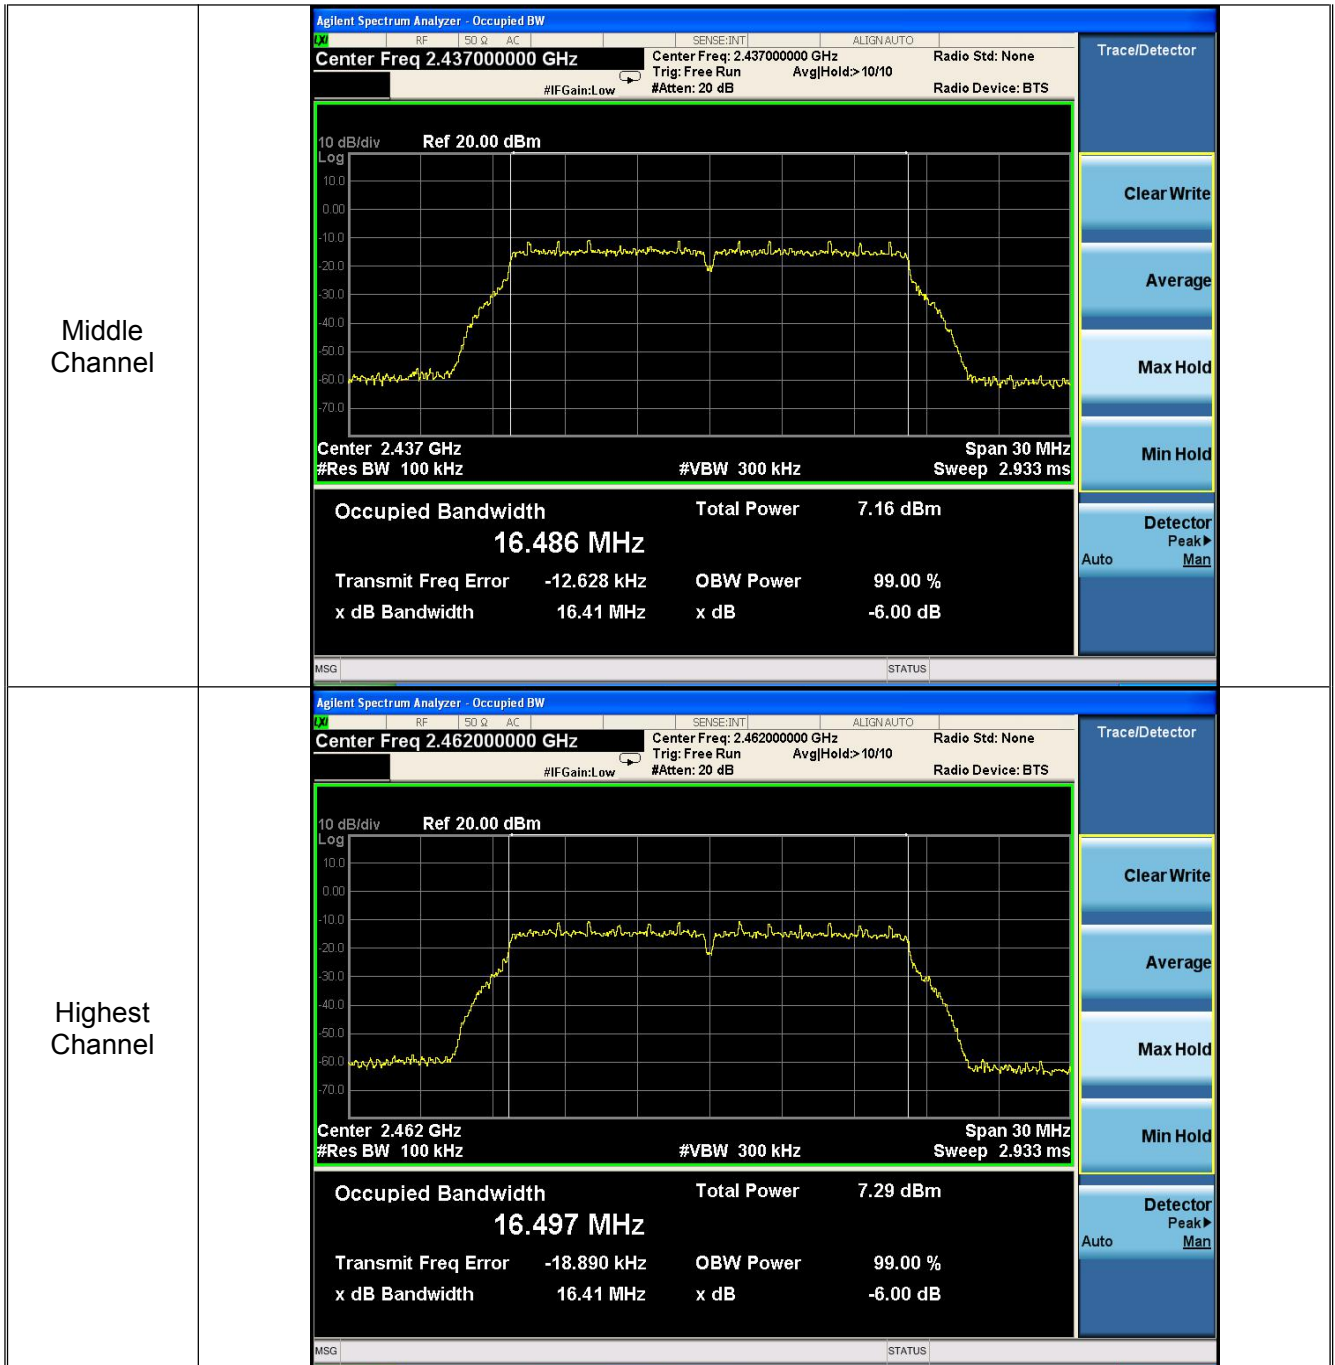 Middle
Channel
Agilent Spectrum Analyzer - Occupied BW
LXI RF 50 Ω AC SENSE:INT ALIGN AUTO
Center Freq 2.437000000 GHz
Center Freq: 2.437000000 GHz Radio Std: None
Trig: Free Run Avg|Hold:> 10/10
#IFGain:Low #Atten: 20 dB Radio Device: BTS
10 dB/div Ref 20.00 dBm
Log
10.0
0.00
-10.0
-20.0
-30.0
-40.0
-50.0
-60.0
-70.0
Center 2.437 GHz Span 30 MHz
#Res BW 100 kHz #VBW 300 kHz Sweep 2.933 ms
Occupied Bandwidth Total Power 7.16 dBm
16.486 MHz
Transmit Freq Error -12.628 kHz OBW Power 99.00 %
x dB Bandwidth 16.41 MHz x dB -6.00 dB
MSG STATUS
Trace/Detector
Clear Write
Average
Max Hold
Min Hold
Detector
Peak▶
Auto Man
Highest
Channel
Agilent Spectrum Analyzer - Occupied BW
LXI RF 50 Ω AC SENSE:INT ALIGN AUTO
Center Freq 2.462000000 GHz
Center Freq: 2.462000000 GHz Radio Std: None
Trig: Free Run Avg|Hold:> 10/10
#IFGain:Low #Atten: 20 dB Radio Device: BTS
10 dB/div Ref 20.00 dBm
Log
10.0
0.00
-10.0
-20.0
-30.0
-40.0
-50.0
-60.0
-70.0
Center 2.462 GHz Span 30 MHz
#Res BW 100 kHz #VBW 300 kHz Sweep 2.933 ms
Occupied Bandwidth Total Power 7.29 dBm
16.497 MHz
Transmit Freq Error -18.890 kHz OBW Power 99.00 %
x dB Bandwidth 16.41 MHz x dB -6.00 dB
MSG STATUS
Trace/Detector
Clear Write
Average
Max Hold
Min Hold
Detector
Peak▶
Auto Man